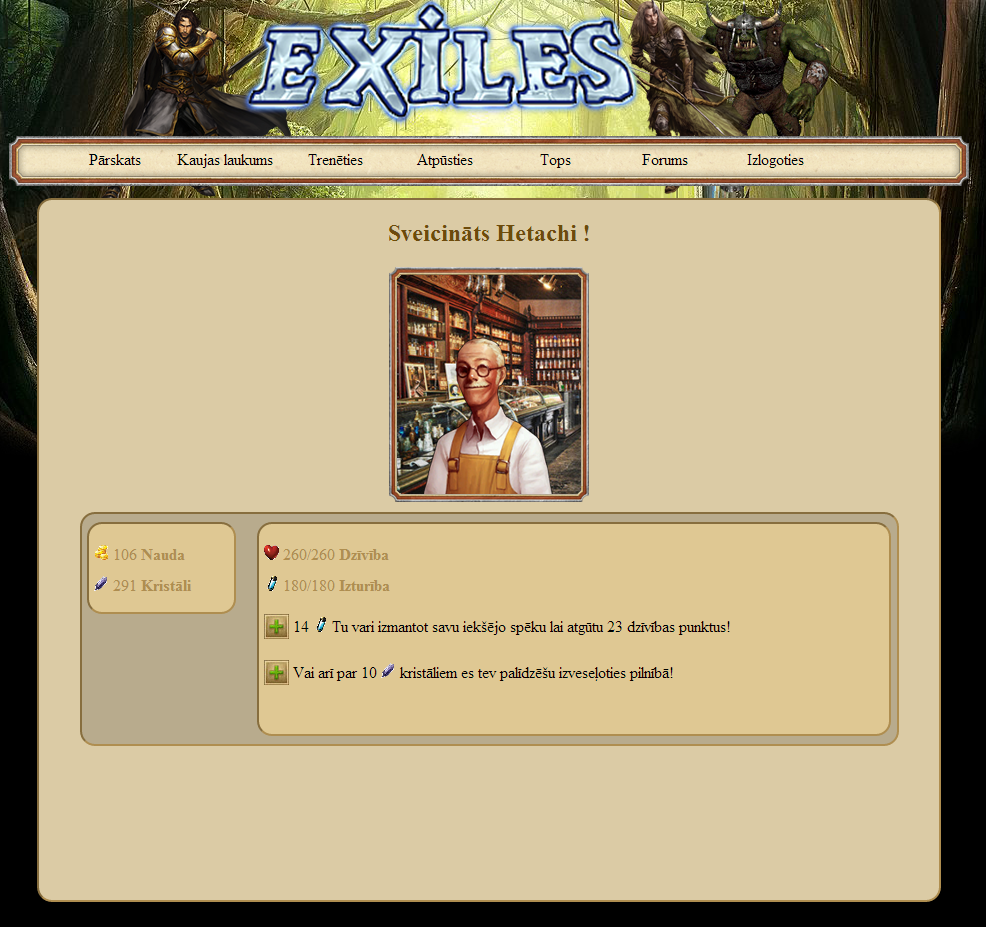 EXILES
Pārskats Kaujas laukums Trenēties Atpūsties Tops Forums Izlogoties
Sveicināts Hetachi !
106 Nauda
291 Kristāli
260/260 Dzīvība
180/180 Izturība
14 Tu vari izmantot savu iekšējo spēku lai atgūtu 23 dzīvības punktus!
Vai arī par 10 kristāliem es tev palīdzēšu izveseļoties pilnībā!